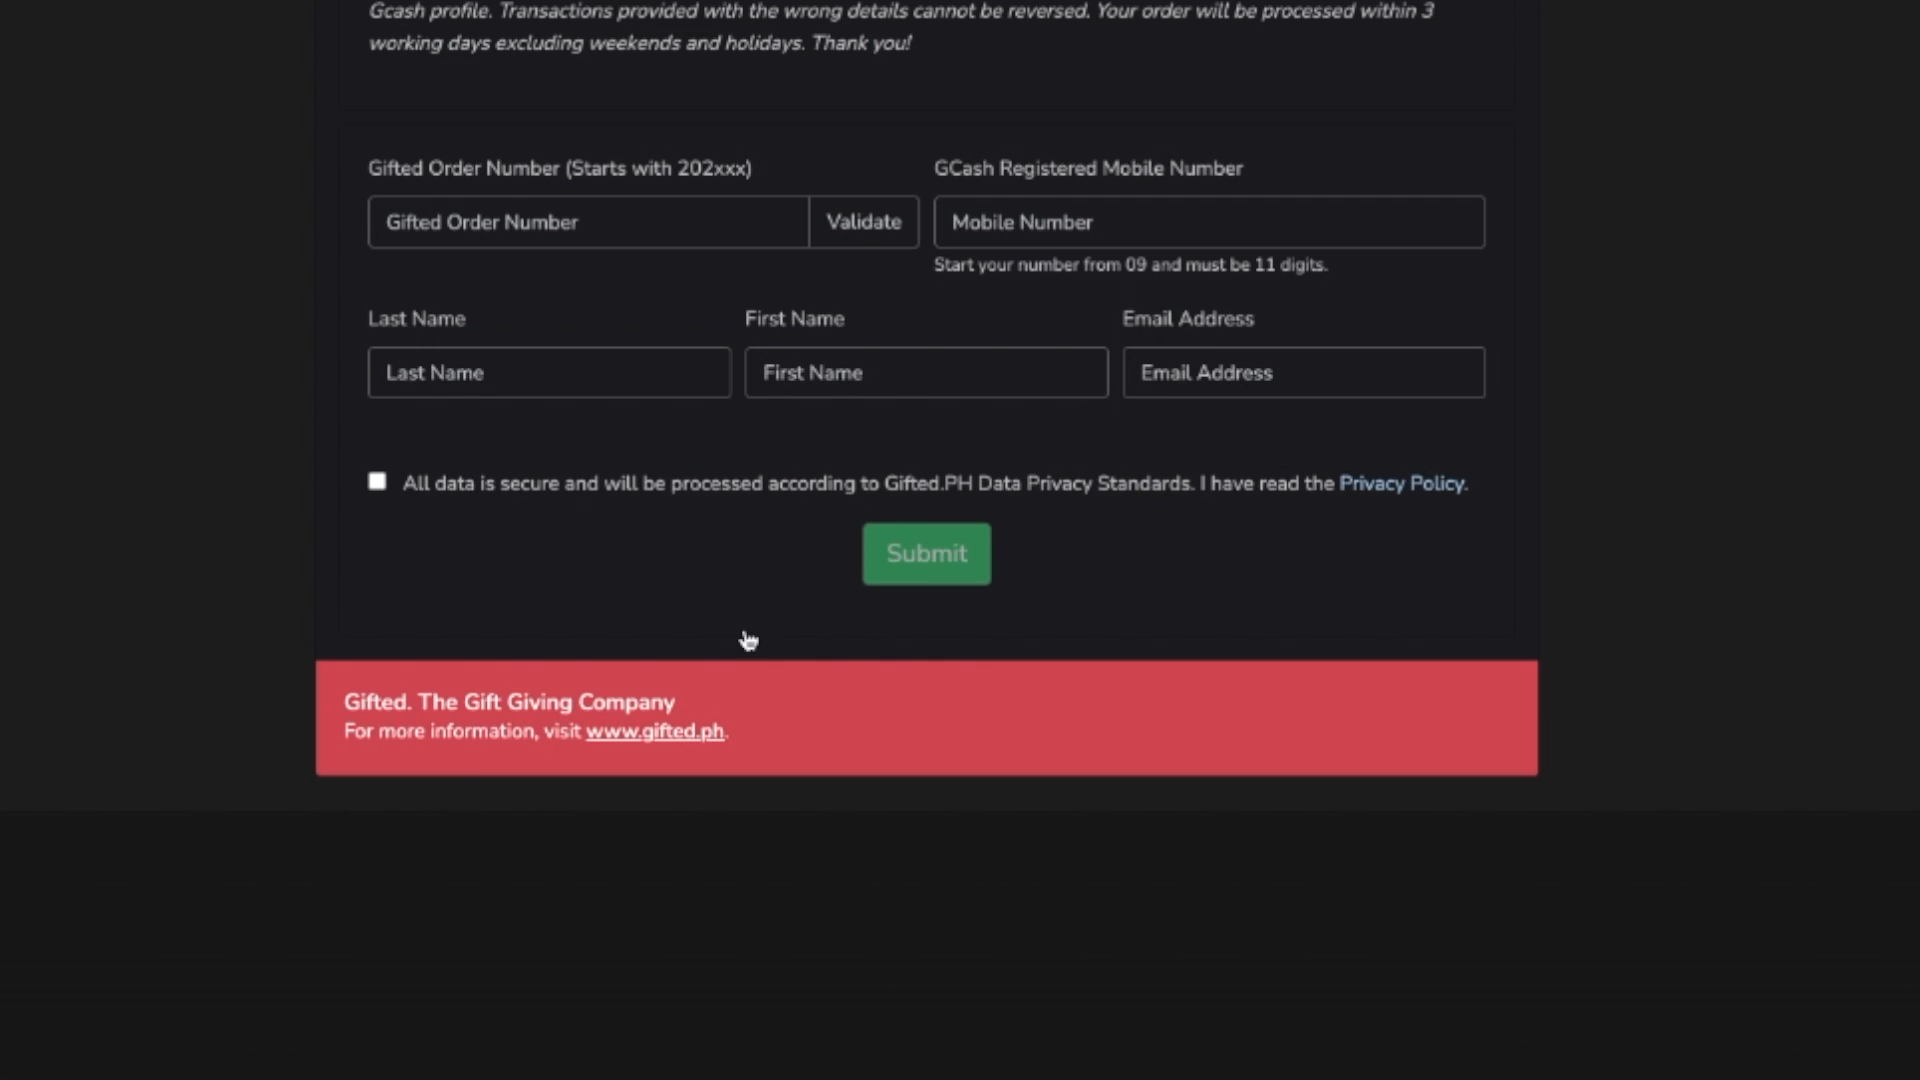 Gcash profile. Transactions provided with the wrong details cannot be reversed. Your order will be processed within 3
working days excluding weekends and holidays. Thank you!
Gifted Order Number (Starts with 202xxx)
GCash Registered Mobile Number
Gifted Order Number
Validate
Mobile Number
Start your number from 09 and must be 11 digits.
Last Name
First Name
Email Address
Last Name
First Name
Email Address
All data is secure and will be processed according to Gifted.PH Data Privacy Standards. I have read the Privacy Policy.
Submit
Gifted. The Gift Giving Company
For more information, visit www.gifted.ph.